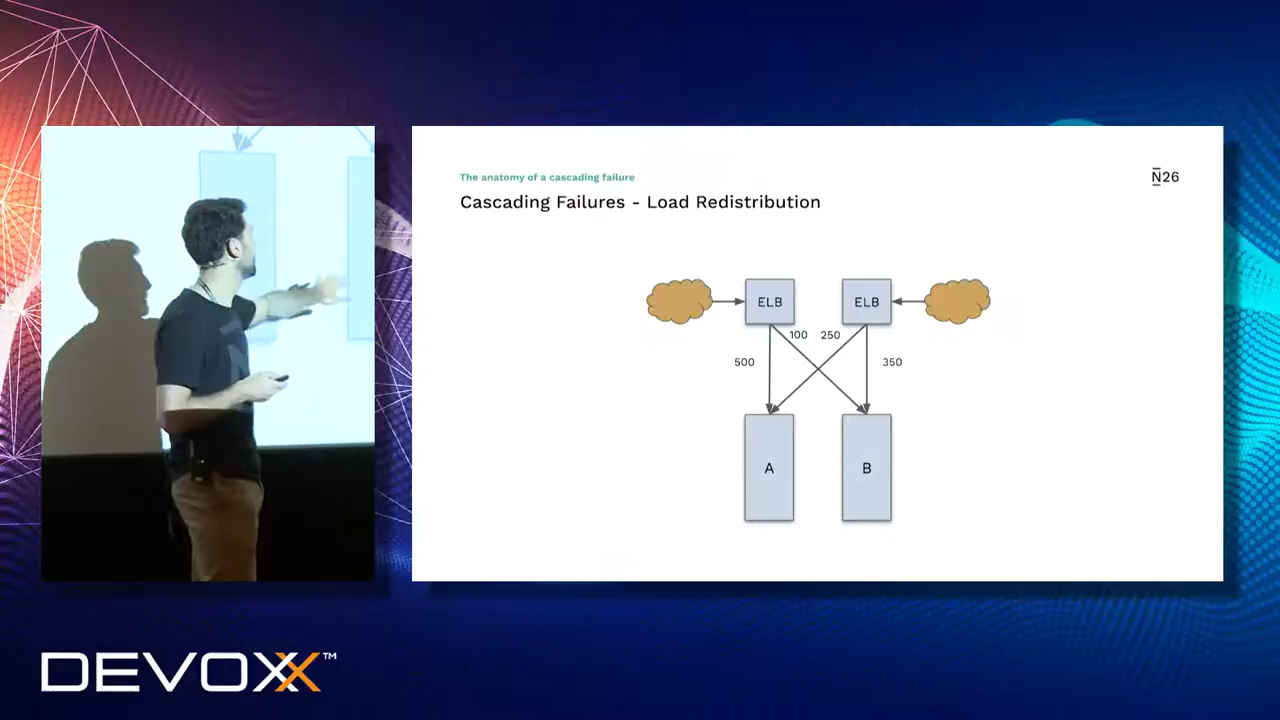 The anatomy of a cascading failure
N26
Cascading Failures - Load Redistribution
ELB
ELB
100
250
500
350
A
B
DEVOXX™